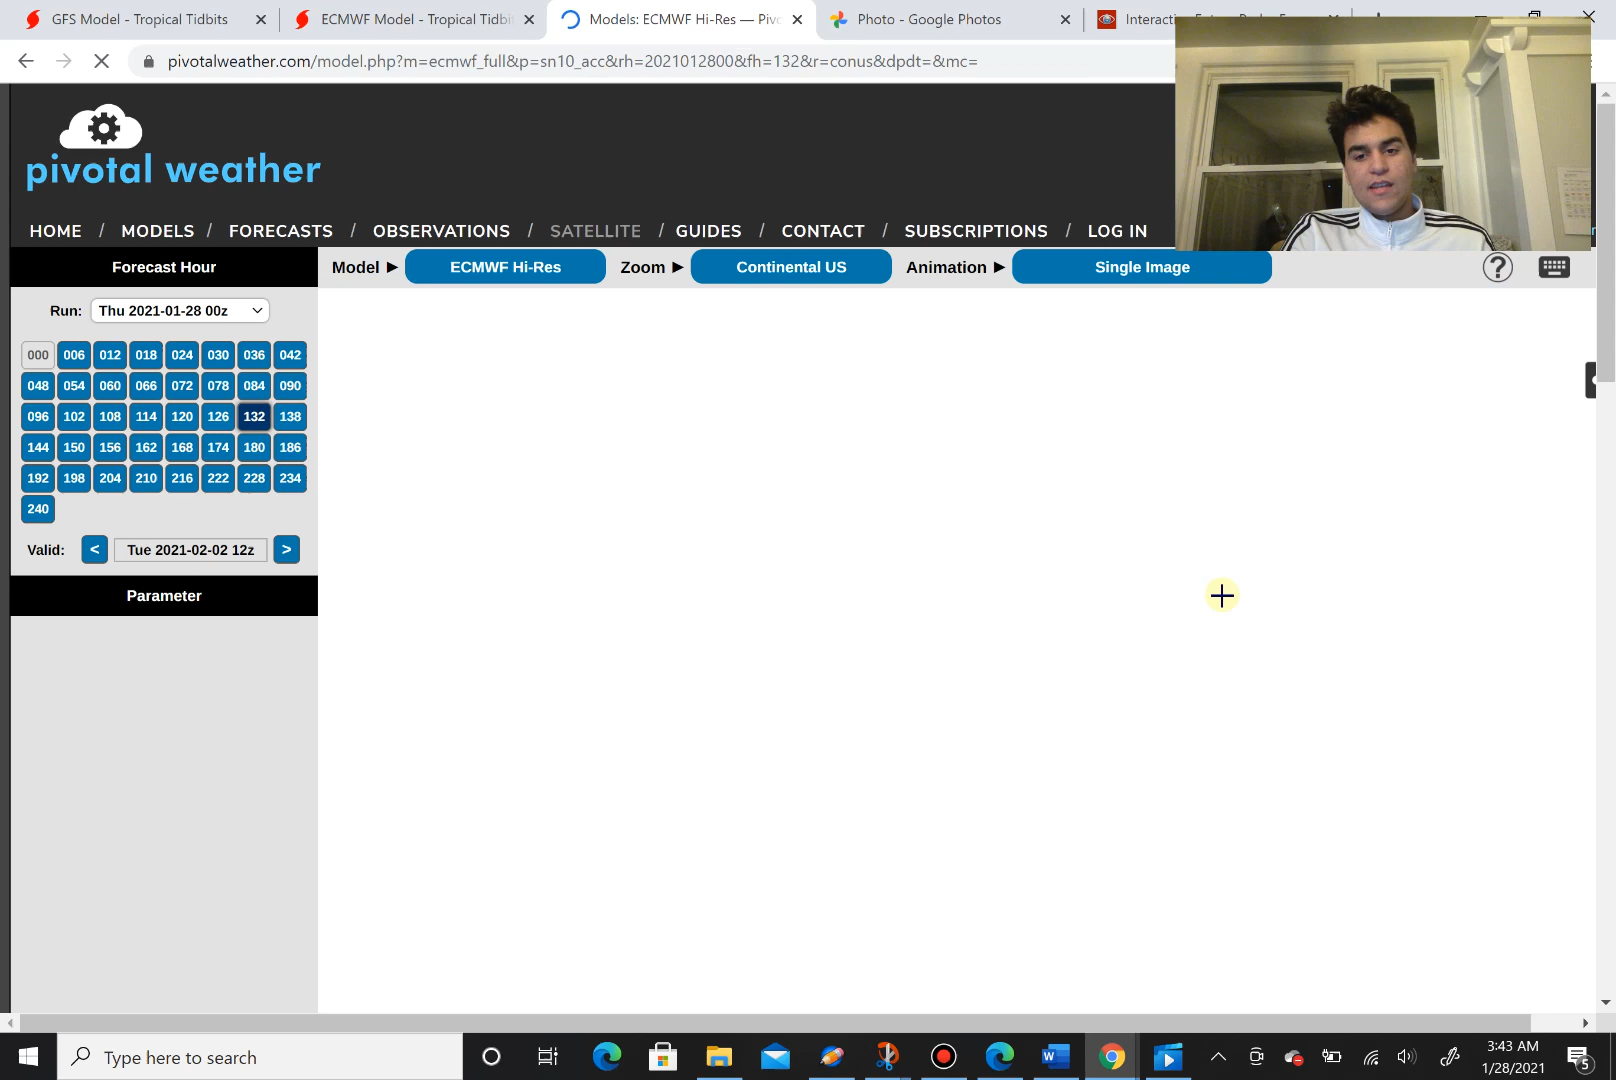 GFS Model - Tropical Tidbits
ECMWF Model - Tropical Tidbi
Models: ECMWF Hi-Res — Piv
Photo - Google Photos
Interacti
pivotalweather.com/model.php?m=ecmwf_full&p=sn10_acc&rh=2021012800&fh=132&r=conus&dpdt=&mc=
pivotal weather
HOME / MODELS / FORECASTS / OBSERVATIONS / SATELLITE / GUIDES / CONTACT / SUBSCRIPTIONS / LOG IN
Forecast Hour
Model ▶ ECMWF Hi-Res Zoom ▶ Continental US Animation ▶ Single Image
?
Run: Thu 2021-01-28 00z
000 006 012 018 024 030 036 042
048 054 060 066 072 078 084 090
096 102 108 114 120 126 132 138
144 150 156 162 168 174 180 186
192 198 204 210 216 222 228 234
240
Valid: < Tue 2021-02-02 12z >
Parameter
Type here to search
W
3:43 AM
1/28/2021
5